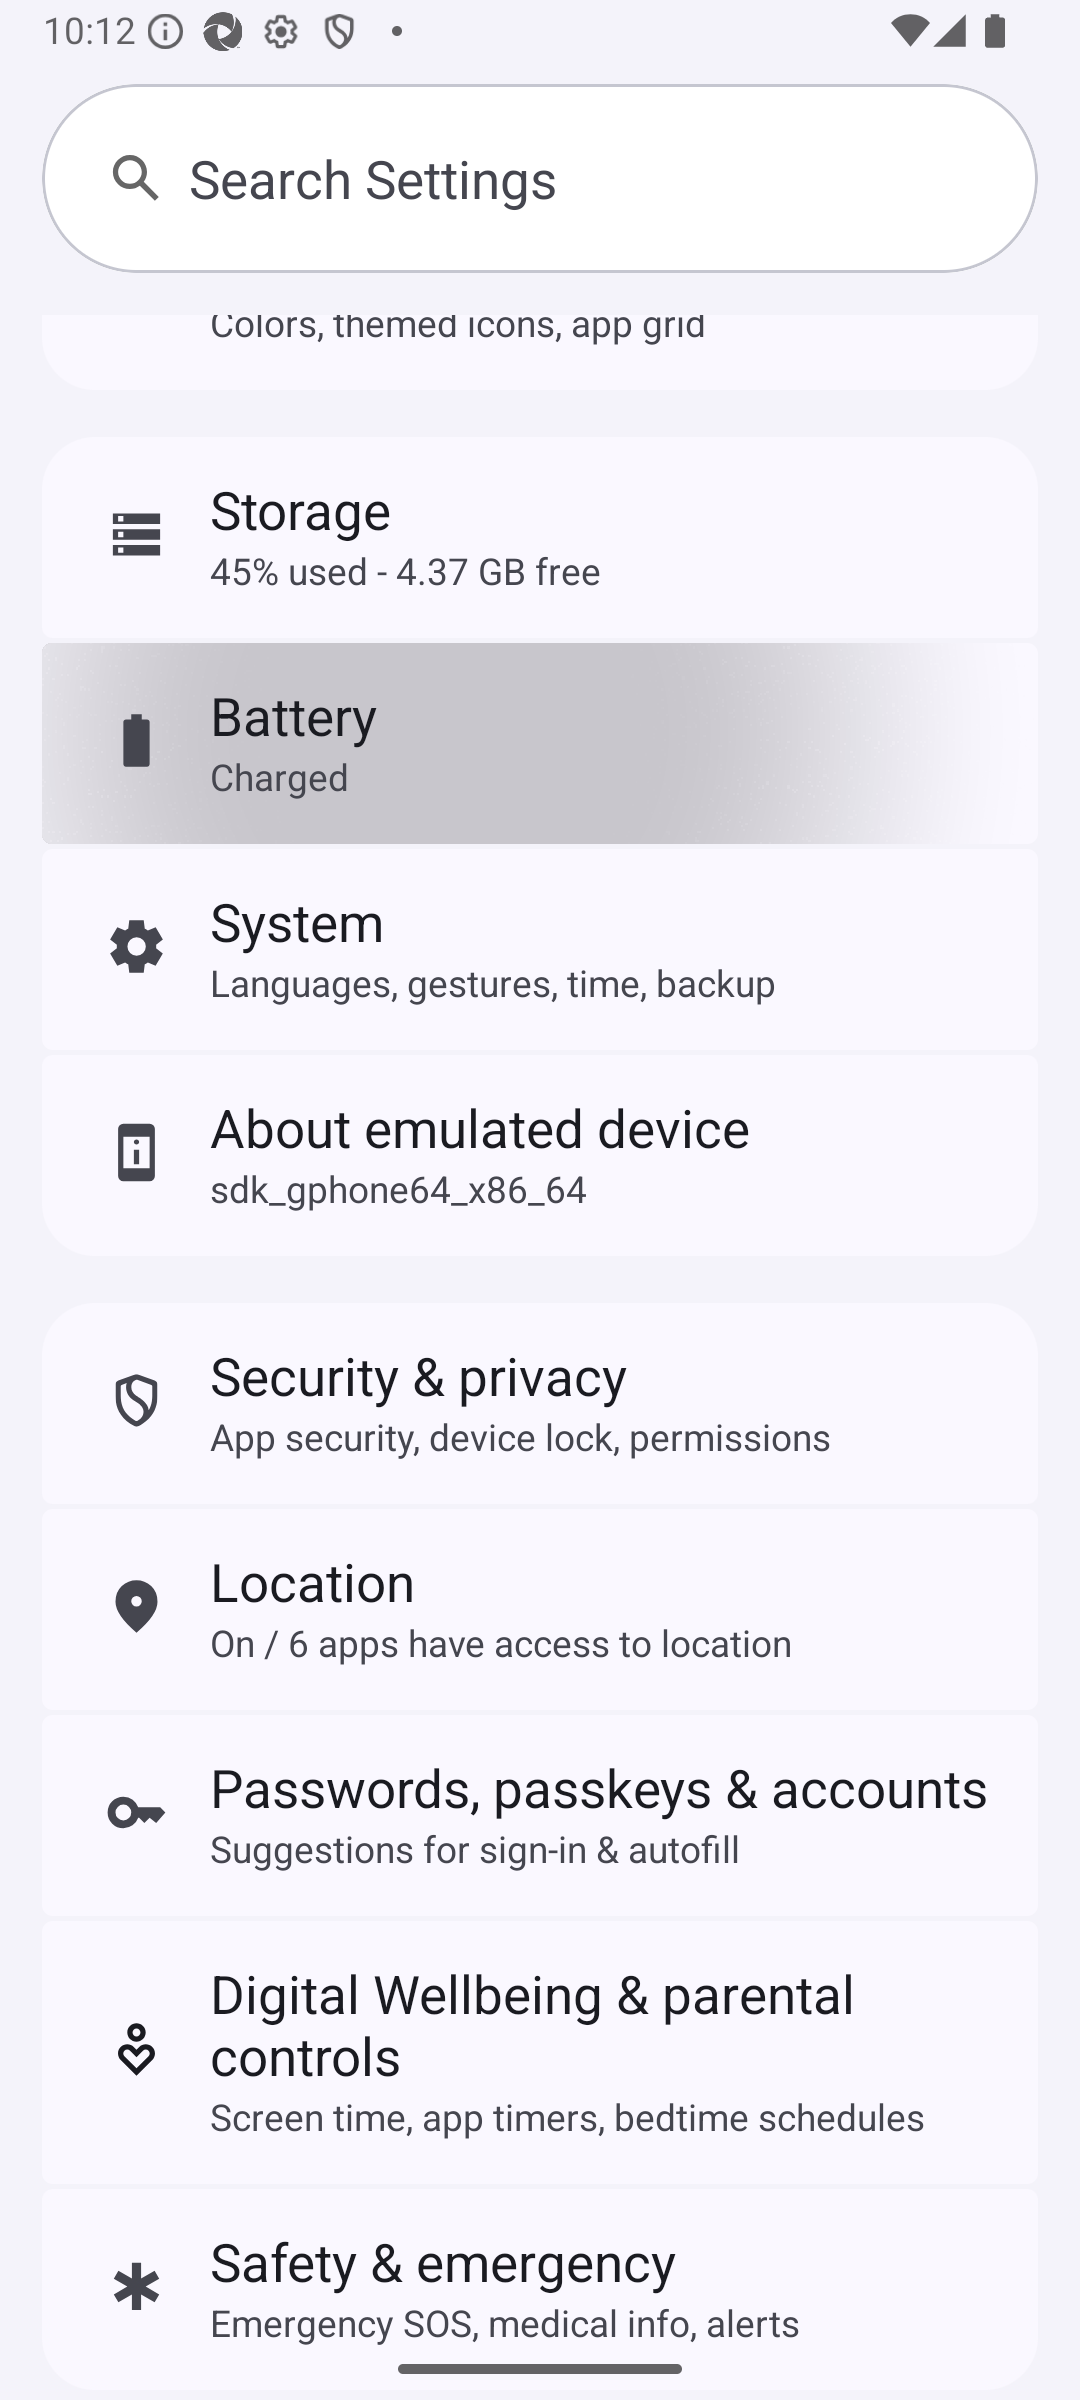 10:12
Search Settings
Colors, themed icons, app grid
Storage
45% used - 4.37 GB free
Battery
Charged
System
Languages, gestures, time, backup
About emulated device
sdk_gphone64_x86_64
Security & privacy
App security, device lock, permissions
Location
On / 6 apps have access to location
Passwords, passkeys & accounts
Suggestions for sign-in & autofill
Digital Wellbeing & parental
controls
Screen time, app timers, bedtime schedules
Safety & emergency
Emergency SOS, medical info, alerts